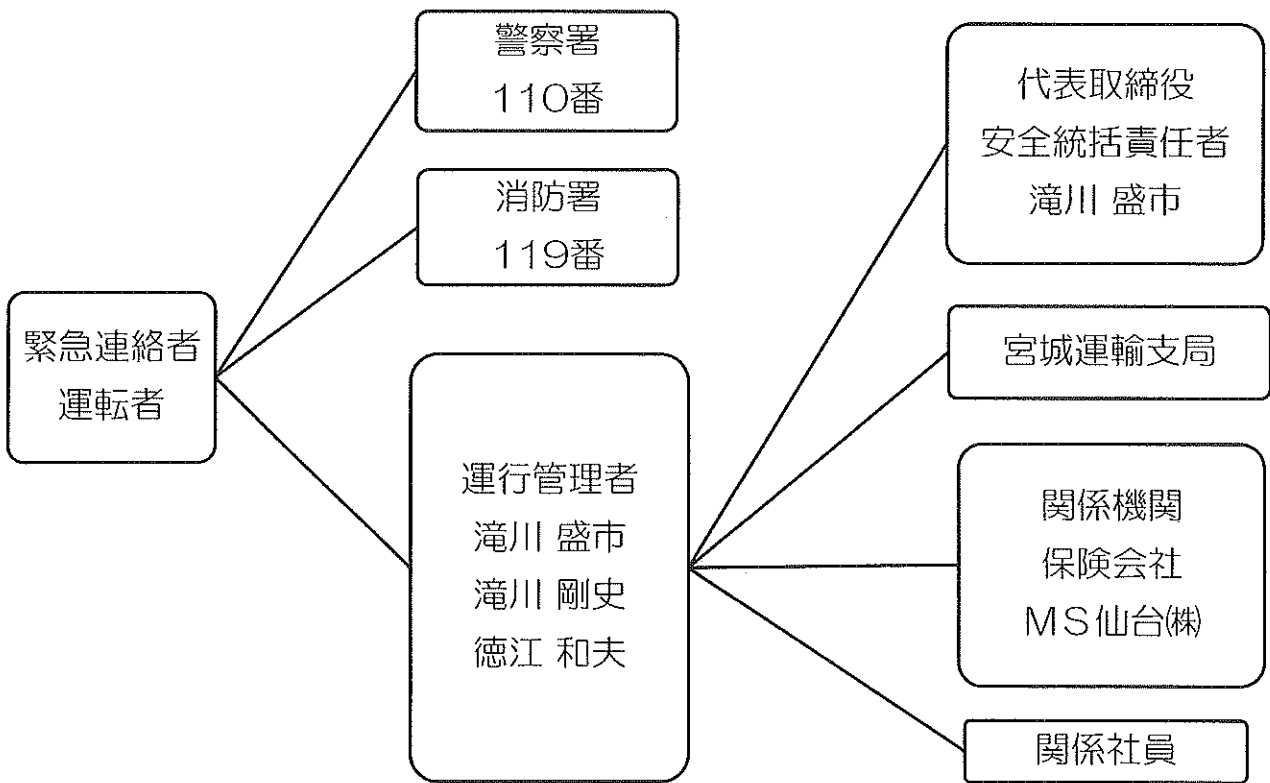 緊急連絡者
運転者
警察署
110番
消防署
119番
運行管理者
滝川 盛市
滝川 剛史
徳江 和夫
代表取締役
安全統括責任者
滝川 盛市
宮城運輸支局
関係機関
保険会社
MS仙台㈱
関係社員